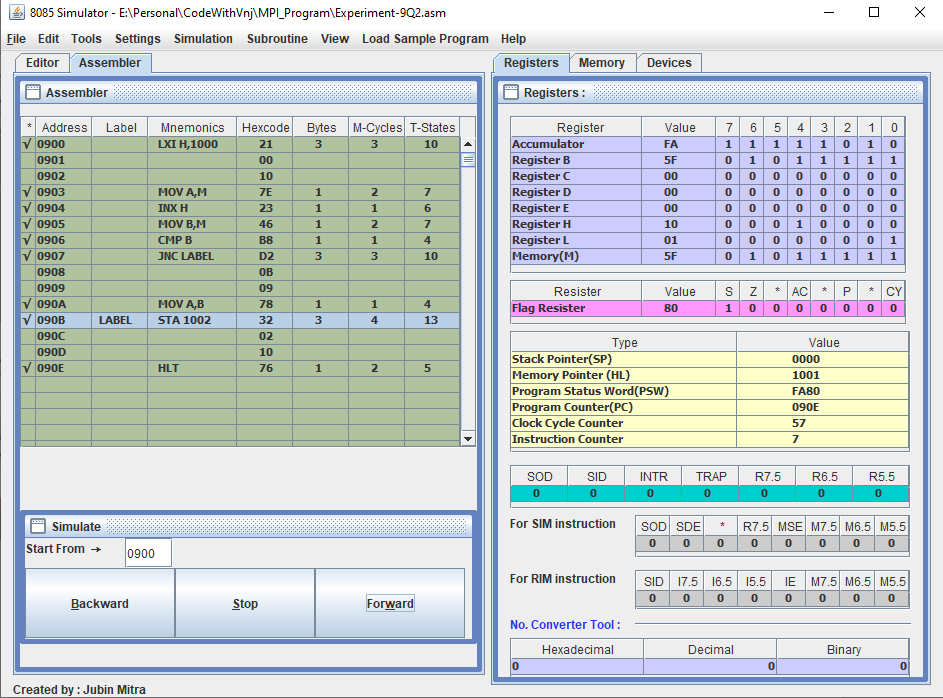 8085 Simulator - E:\Personal\CodeWithVnj\MPI_Program\Experiment-9Q2.asm
File Edit Tools Settings Simulation Subroutine View Load Sample Program Help
Editor Assembler
Assembler
* Address Label Mnemonics Hexcode Bytes M-Cycles T-States
√ 0900 LXI H,1000 21 3 3 10
0901 00
0902 10
√ 0903 MOV A,M 7E 1 2 7
√ 0904 INX H 23 1 1 6
√ 0905 MOV B,M 46 1 2 7
√ 0906 CMP B B8 1 1 4
√ 0907 JNC LABEL D2 3 3 10
0908 0B
0909 09
√ 090A MOV A,B 78 1 1 4
√ 090B LABEL STA 1002 32 3 4 13
090C 02
090D 10
√ 090E HLT 76 1 2 5
Simulate
Start From → 0900
Backward Stop Forward
Created by : Jubin Mitra
Registers Memory Devices
Registers :
Register Value 7 6 5 4 3 2 1 0
Accumulator FA 1 1 1 1 1 0 1 0
Register B 5F 0 1 0 1 1 1 1 1
Register C 00 0 0 0 0 0 0 0 0
Register D 00 0 0 0 0 0 0 0 0
Register E 00 0 0 0 0 0 0 0 0
Register H 10 0 0 0 1 0 0 0 0
Register L 01 0 0 0 0 0 0 0 1
Memory(M) 5F 0 1 0 1 1 1 1 1
Resister Value S Z * AC * P * CY
Flag Resister 80 1 0 0 0 0 0 0 0
Type Value
Stack Pointer(SP) 0000
Memory Pointer (HL) 1001
Program Status Word(PSW) FA80
Program Counter(PC) 090E
Clock Cycle Counter 57
Instruction Counter 7
SOD SID INTR TRAP R7.5 R6.5 R5.5
0 0 0 0 0 0 0
For SIM instruction SOD SDE * R7.5 MSE M7.5 M6.5 M5.5
0 0 0 0 0 0 0 0
For RIM instruction SID I7.5 I6.5 I5.5 IE M7.5 M6.5 M5.5
0 0 0 0 0 0 0 0
No. Converter Tool :
Hexadecimal Decimal Binary
0 0 0